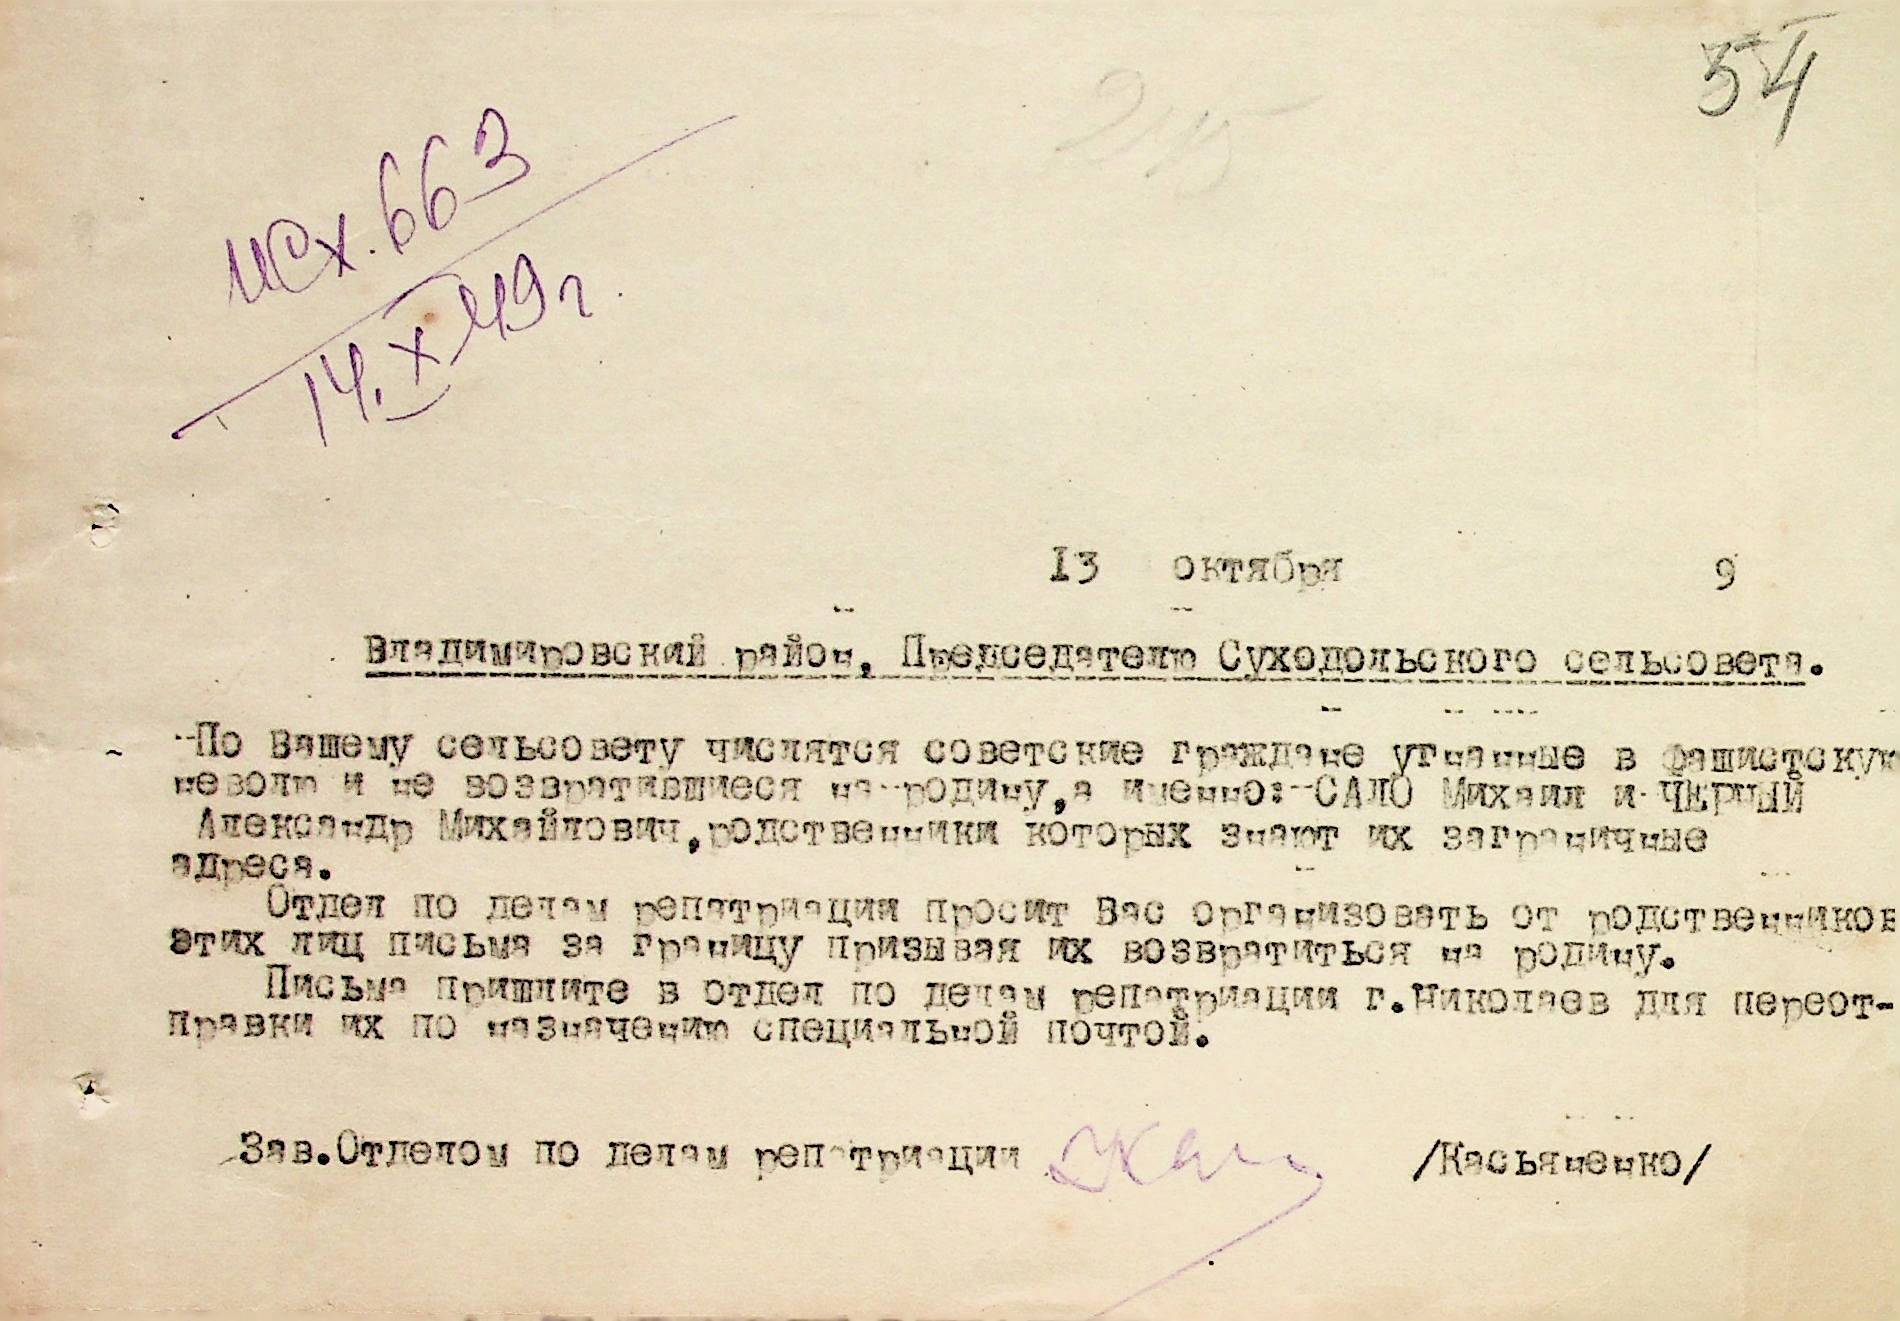 54
245
исх. 663
14. X 49 г.
13 октября 9
Владимировский район, Председателю Суходольского сельсовета.
По Вашему сельсовету числятся советские граждане угнанные в фашистскую
неволю и не возвратившиеся на родину, а именно:-САЛО Михаил и ЧЕРНЫЙ
Александр Михайлович, родственники которых знают их заграничные
адреса.
Отдел по делам репатриации просит Вас организовать от родственников
этих лиц письма за границу призывая их возвратиться на родину.
Письма пришлите в отдел по делам репатриации г.Николаев для переот-
правки их по назначению специальной почтой.
Зав.Отделом по делам репатриации /Касьяненко/